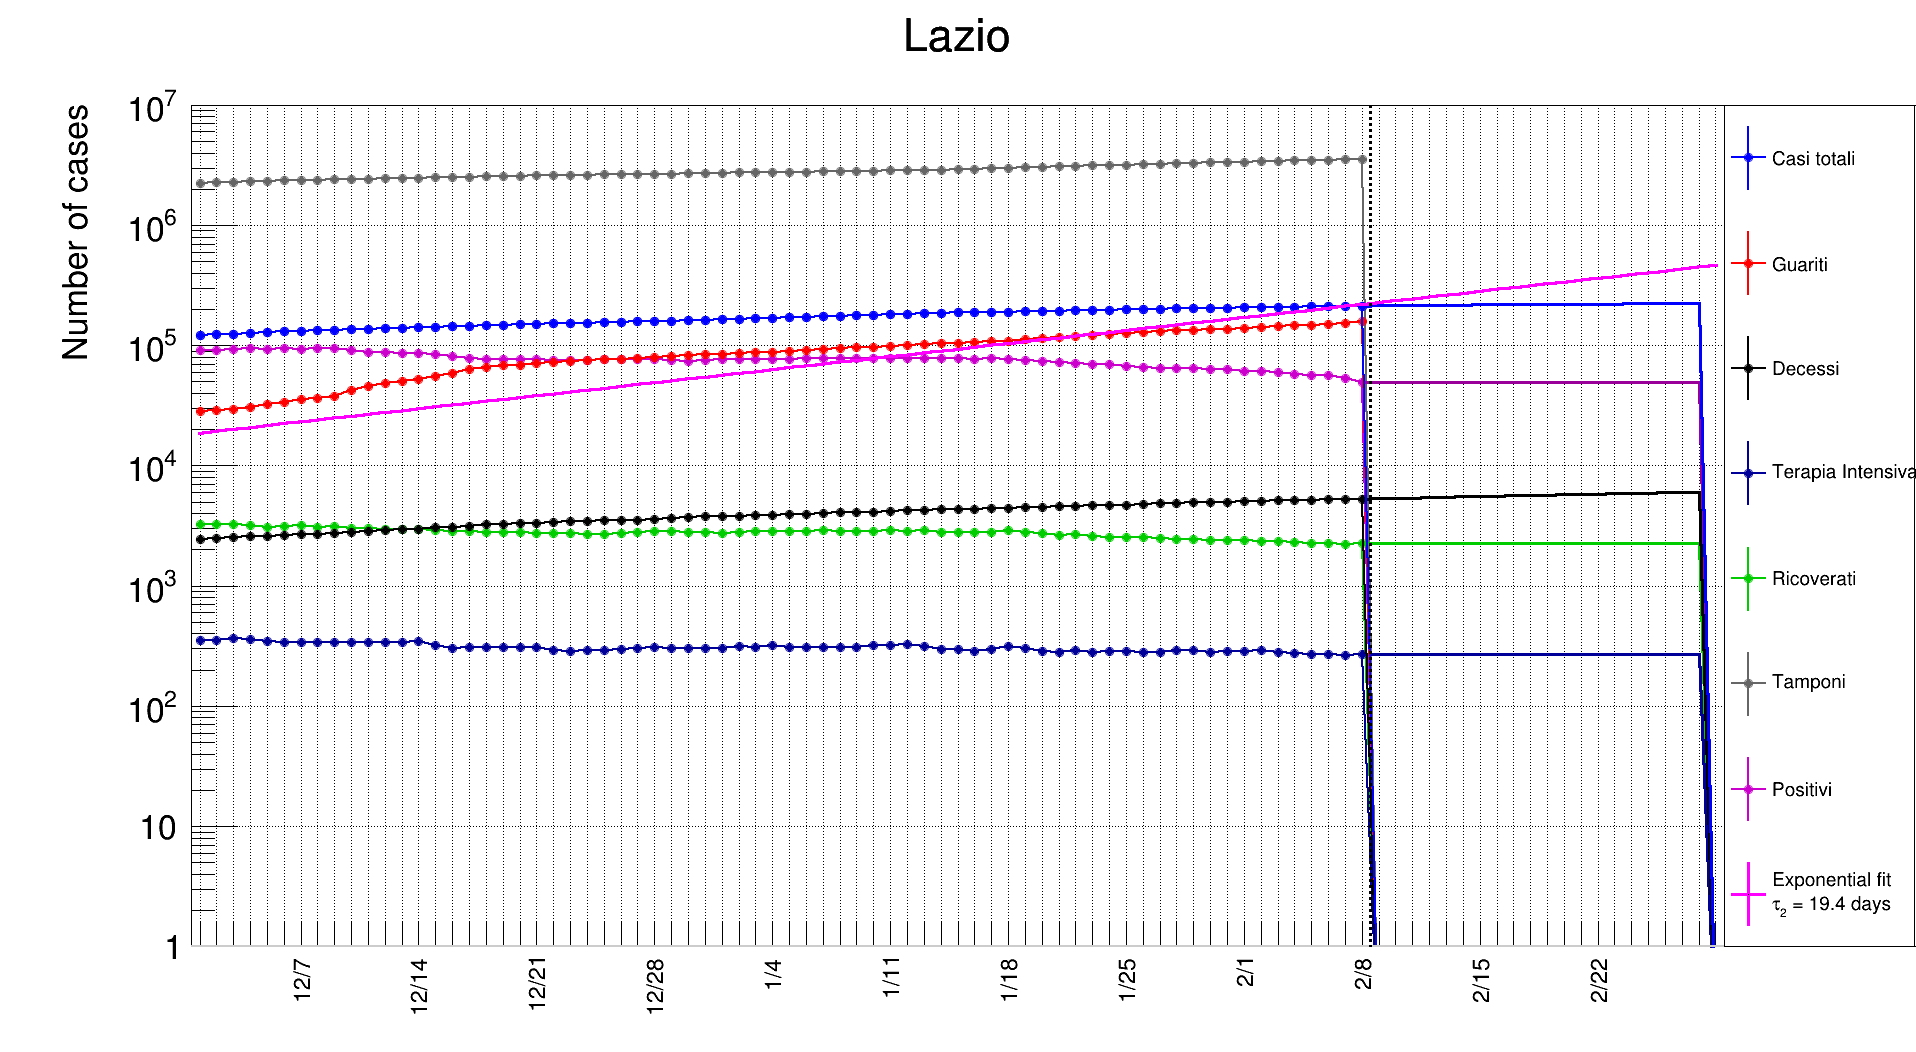 Lazio
Number of cases
10^7
10^6
10^5
10^4
10^3
10^2
10
1
12/7
12/14
12/21
12/28
1/4
1/11
1/18
1/25
2/1
2/8
2/15
2/22
Casi totali
Guariti
Decessi
Terapia Intensiva
Ricoverati
Tamponi
Positivi
Exponential fit
τ₂ = 19.4 days